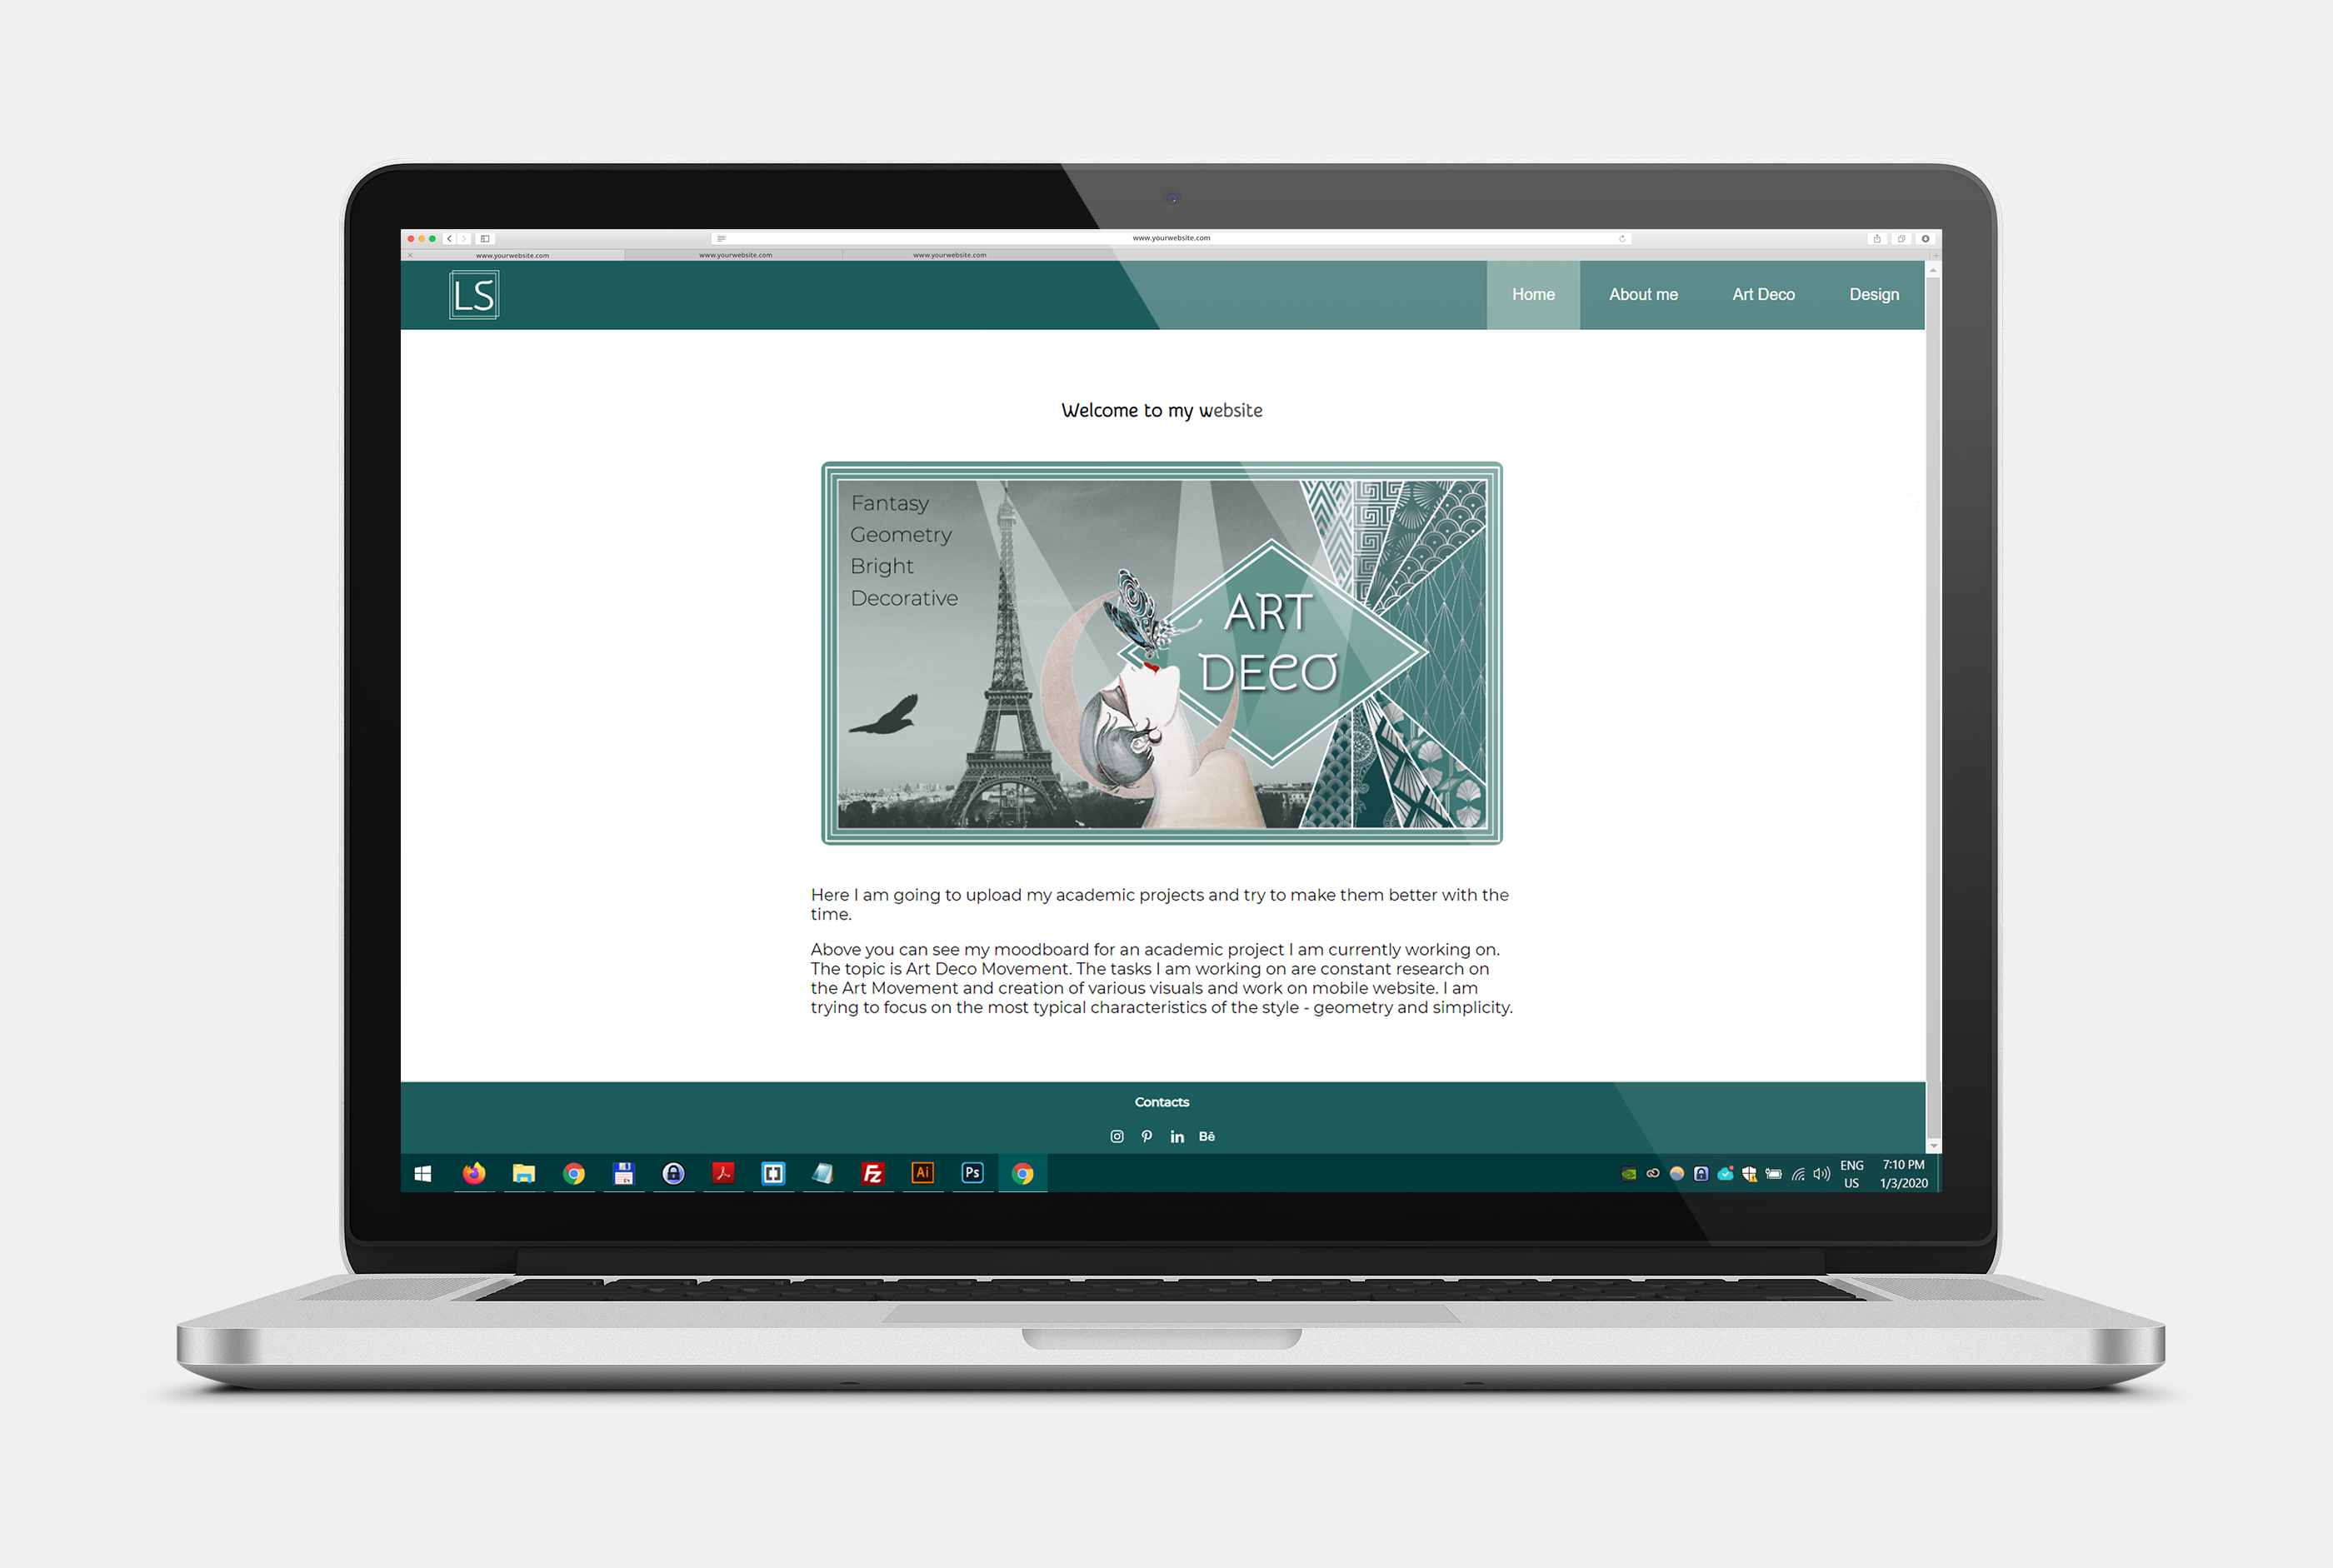 www.yourwebsite.com
www.yourwebsite.com www.yourwebsite.com www.yourwebsite.com
LS Home About me Art Deco Design
Welcome to my website
Fantasy
Geometry
Bright
Decorative
ART
DECO
Here I am going to upload my academic projects and try to make them better with the
time.
Above you can see my moodboard for an academic project I am currently working on.
The topic is Art Deco Movement. The tasks I am working on are constant research on
the Art Movement and creation of various visuals and work on mobile website. I am
trying to focus on the most typical characteristics of the style - geometry and simplicity.
Contacts
in Bē
Fz Ai Ps
ENG 7:10 PM
US 1/3/2020